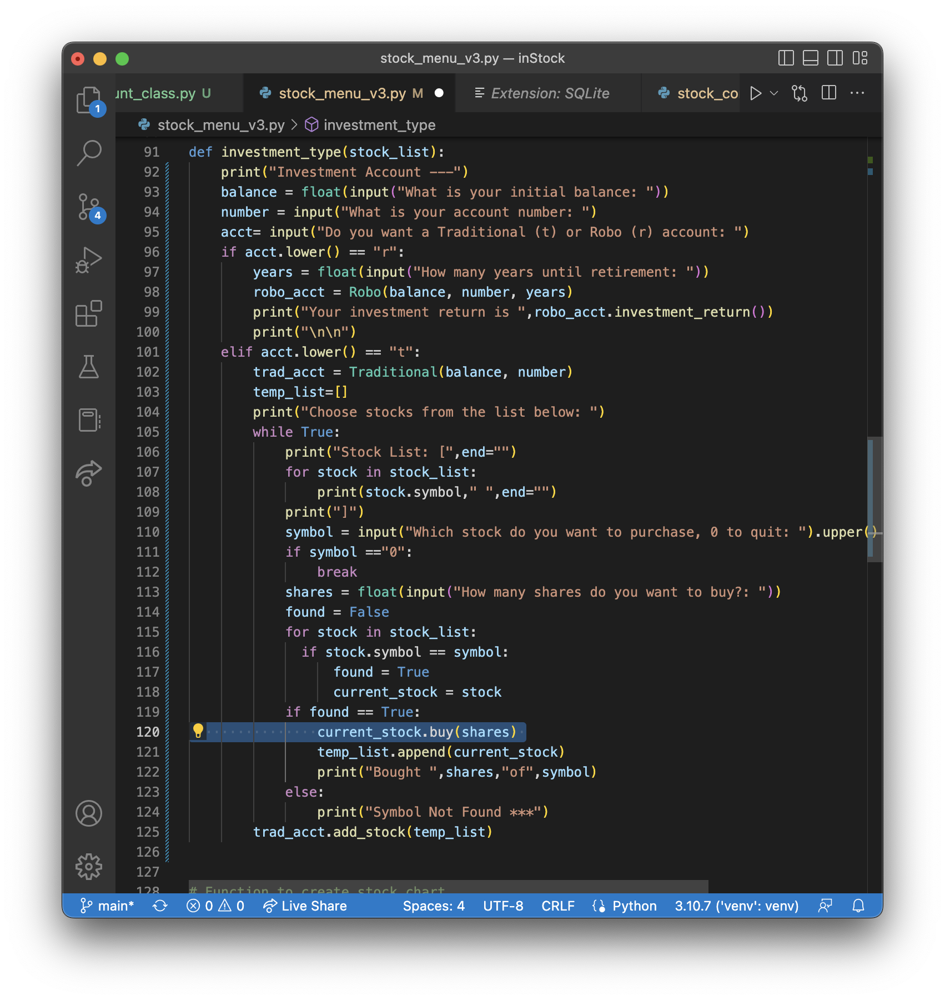 stock_menu_v3.py — inStock
unt_class.py U
stock_menu_v3.py M
Extension: SQLite
stock_co
stock_menu_v3.py > investment_type
1
4
91 def investment_type(stock_list):
92 print("Investment Account ---")
93 balance = float(input("What is your initial balance: "))
94 number = input("What is your account number: ")
95 acct= input("Do you want a Traditional (t) or Robo (r) account: ")
96 if acct.lower() == "r":
97 years = float(input("How many years until retirement: "))
98 robo_acct = Robo(balance, number, years)
99 print("Your investment return is ",robo_acct.investment_return())
100 print("\n\n")
101 elif acct.lower() == "t":
102 trad_acct = Traditional(balance, number)
103 temp_list=[]
104 print("Choose stocks from the list below: ")
105 while True:
106 print("Stock List: [",end="")
107 for stock in stock_list:
108 print(stock.symbol," ",end="")
109 print("]")
110 symbol = input("Which stock do you want to purchase, 0 to quit: ").upper()
111 if symbol =="0":
112 break
113 shares = float(input("How many shares do you want to buy?: "))
114 found = False
115 for stock in stock_list:
116 if stock.symbol == symbol:
117 found = True
118 current_stock = stock
119 if found == True:
120 current_stock.buy(shares)
121 temp_list.append(current_stock)
122 print("Bought ",shares,"of",symbol)
123 else:
124 print("Symbol Not Found ***")
125 trad_acct.add_stock(temp_list)
126
127
128 # Function to create stock chart
main* 0 0 Live Share Spaces: 4 UTF-8 CRLF Python 3.10.7 ('venv': venv)